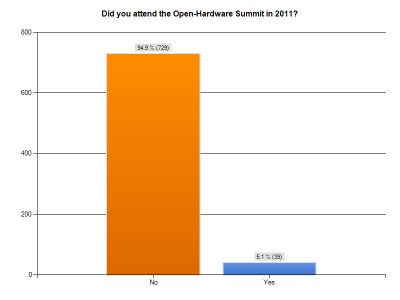 Did you attend the Open-Hardware Summit in 2011?
800
94.9 % (729)
600
400
200
5.1 % (39)
0
No Yes